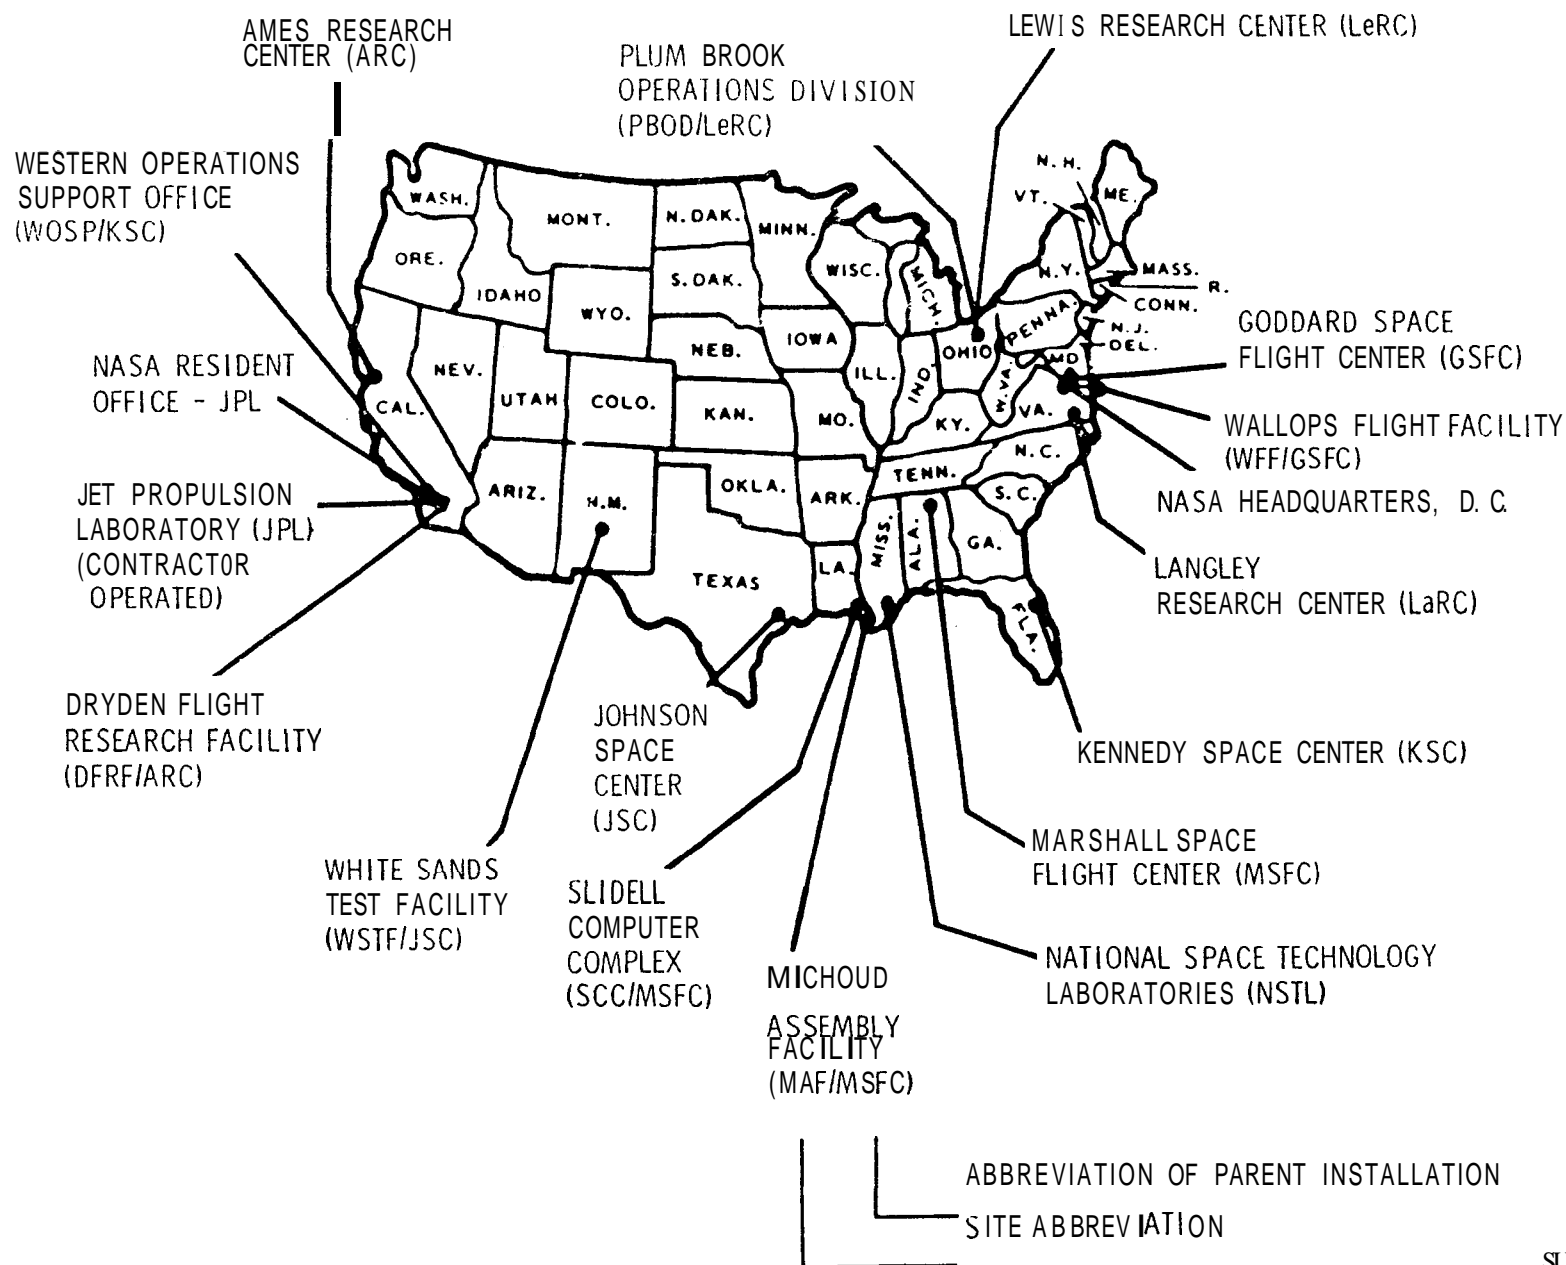 AMES RESEARCH
CENTER (ARC)
PLUM BROOK
OPERATIONS DIVISION
(PBOD/LeRC)
LEWIS RESEARCH CENTER (LeRC)
WESTERN OPERATIONS
SUPPORT OFFICE
(WOSP/KSC)
NASA RESIDENT
OFFICE - JPL
JET PROPULSION
LABORATORY (JPL)
(CONTRACTOR
OPERATED)
DRYDEN FLIGHT
RESEARCH FACILITY
(DFRF/ARC)
WHITE SANDS
TEST FACILITY
(WSTF/JSC)
JOHNSON
SPACE
CENTER
(JSC)
SLIDELL
COMPUTER
COMPLEX
(SCC/MSFC)
MICHOUD
ASSEMBLY
FACILITY
(MAF/MSFC)
NATIONAL SPACE TECHNOLOGY
LABORATORIES (NSTL)
MARSHALL SPACE
FLIGHT CENTER (MSFC)
KENNEDY SPACE CENTER (KSC)
LANGLEY
RESEARCH CENTER (LaRC)
NASA HEADQUARTERS, D. C.
WALLOPS FLIGHT FACILITY
(WFF/GSFC)
GODDARD SPACE
FLIGHT CENTER (GSFC)
WASH.
ORE.
IDAHO
MONT.
WYO.
N. DAK.
S. DAK.
NEB.
KAN.
MINN.
IOWA
WISC.
MICH.
ILL.
IND.
OHIO
MO.
KY.
W. VA.
VA.
PENNA.
N.Y.
VT.
N. H.
ME.
MASS.
R.
CONN.
N. J.
DEL.
MD
NEV.
UTAH
COLO.
CAL.
ARIZ.
N.M.
OKLA.
ARK.
TENN.
N. C.
S. C.
TEXAS
LA.
MISS.
ALA.
GA.
FLA.
ABBREVIATION OF PARENT INSTALLATION
SITE ABBREVIATION